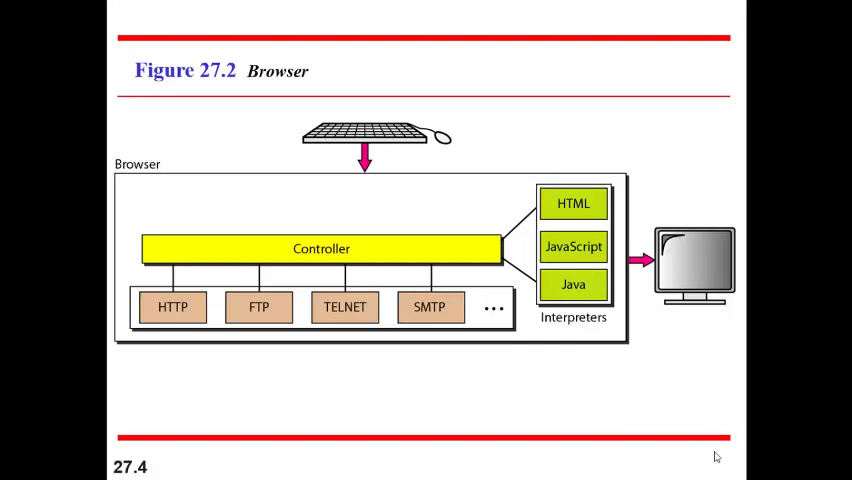 Figure 27.2 Browser
Browser
HTML
Controller
JavaScript
Java
HTTP
FTP
TELNET
SMTP
...
Interpreters
27.4